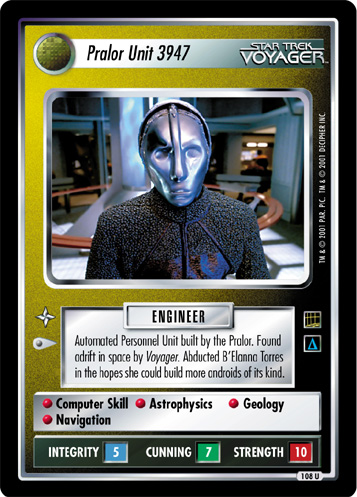 Pralor Unit 3947
STAR TREK
VOYAGER™
TM & © 2001 PAR. PIC. TM & © 2001 DECIPHER INC.
ENGINEER
Automated Personnel Unit built by the Pralor. Found
adrift in space by Voyager. Abducted B'Elanna Torres
in the hopes she could build more androids of its kind.
Δ
Computer Skill Astrophysics Geology
Navigation
INTEGRITY 5 CUNNING 7 STRENGTH 10
108 U